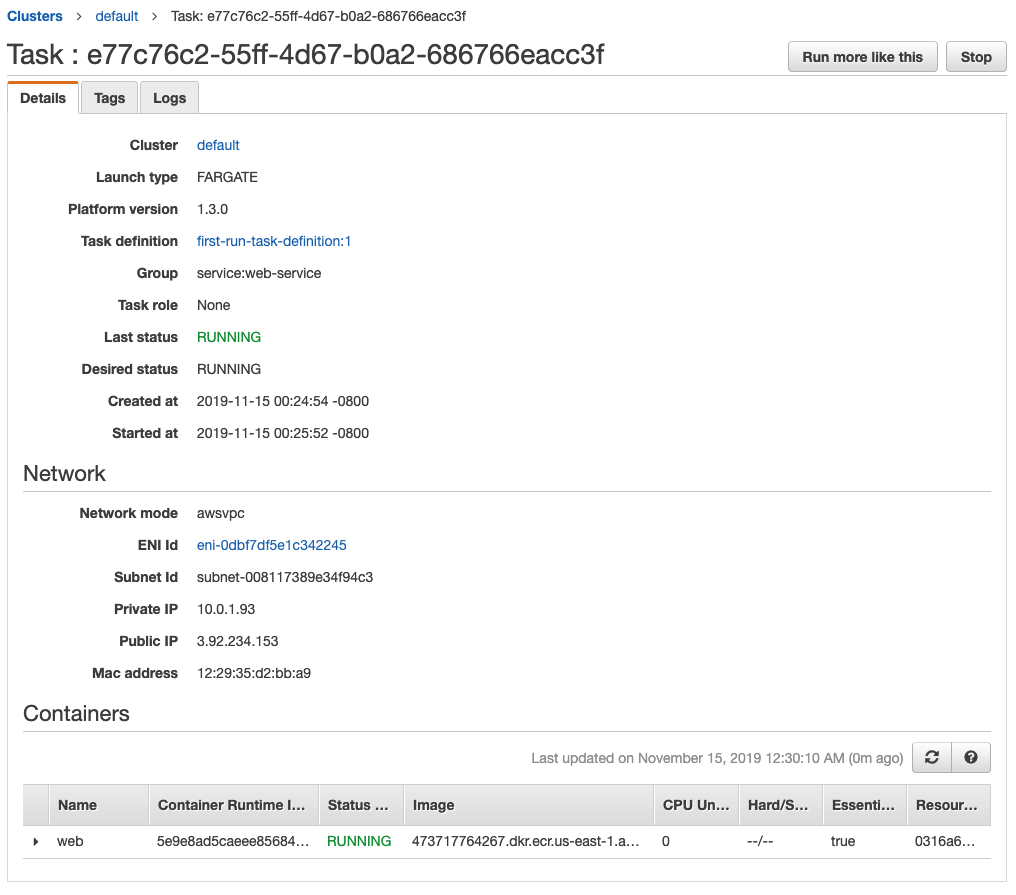 Clusters > default > Task: e77c76c2-55ff-4d67-b0a2-686766eacc3f
Task : e77c76c2-55ff-4d67-b0a2-686766eacc3f Run more like this Stop
Details Tags Logs
Cluster default
Launch type FARGATE
Platform version 1.3.0
Task definition first-run-task-definition:1
Group service:web-service
Task role None
Last status RUNNING
Desired status RUNNING
Created at 2019-11-15 00:24:54 -0800
Started at 2019-11-15 00:25:52 -0800
Network
Network mode awsvpc
ENI Id eni-0dbf7df5e1c342245
Subnet Id subnet-008117389e34f94c3
Private IP 10.0.1.93
Public IP 3.92.234.153
Mac address 12:29:35:d2:bb:a9
Containers
Last updated on November 15, 2019 12:30:10 AM (0m ago)
Name Container Runtime I... Status ... Image CPU Un... Hard/S... Essenti... Resour...
web 5e9e8ad5caeee85684... RUNNING 473717764267.dkr.ecr.us-east-1.a... 0 --/-- true 0316a6...